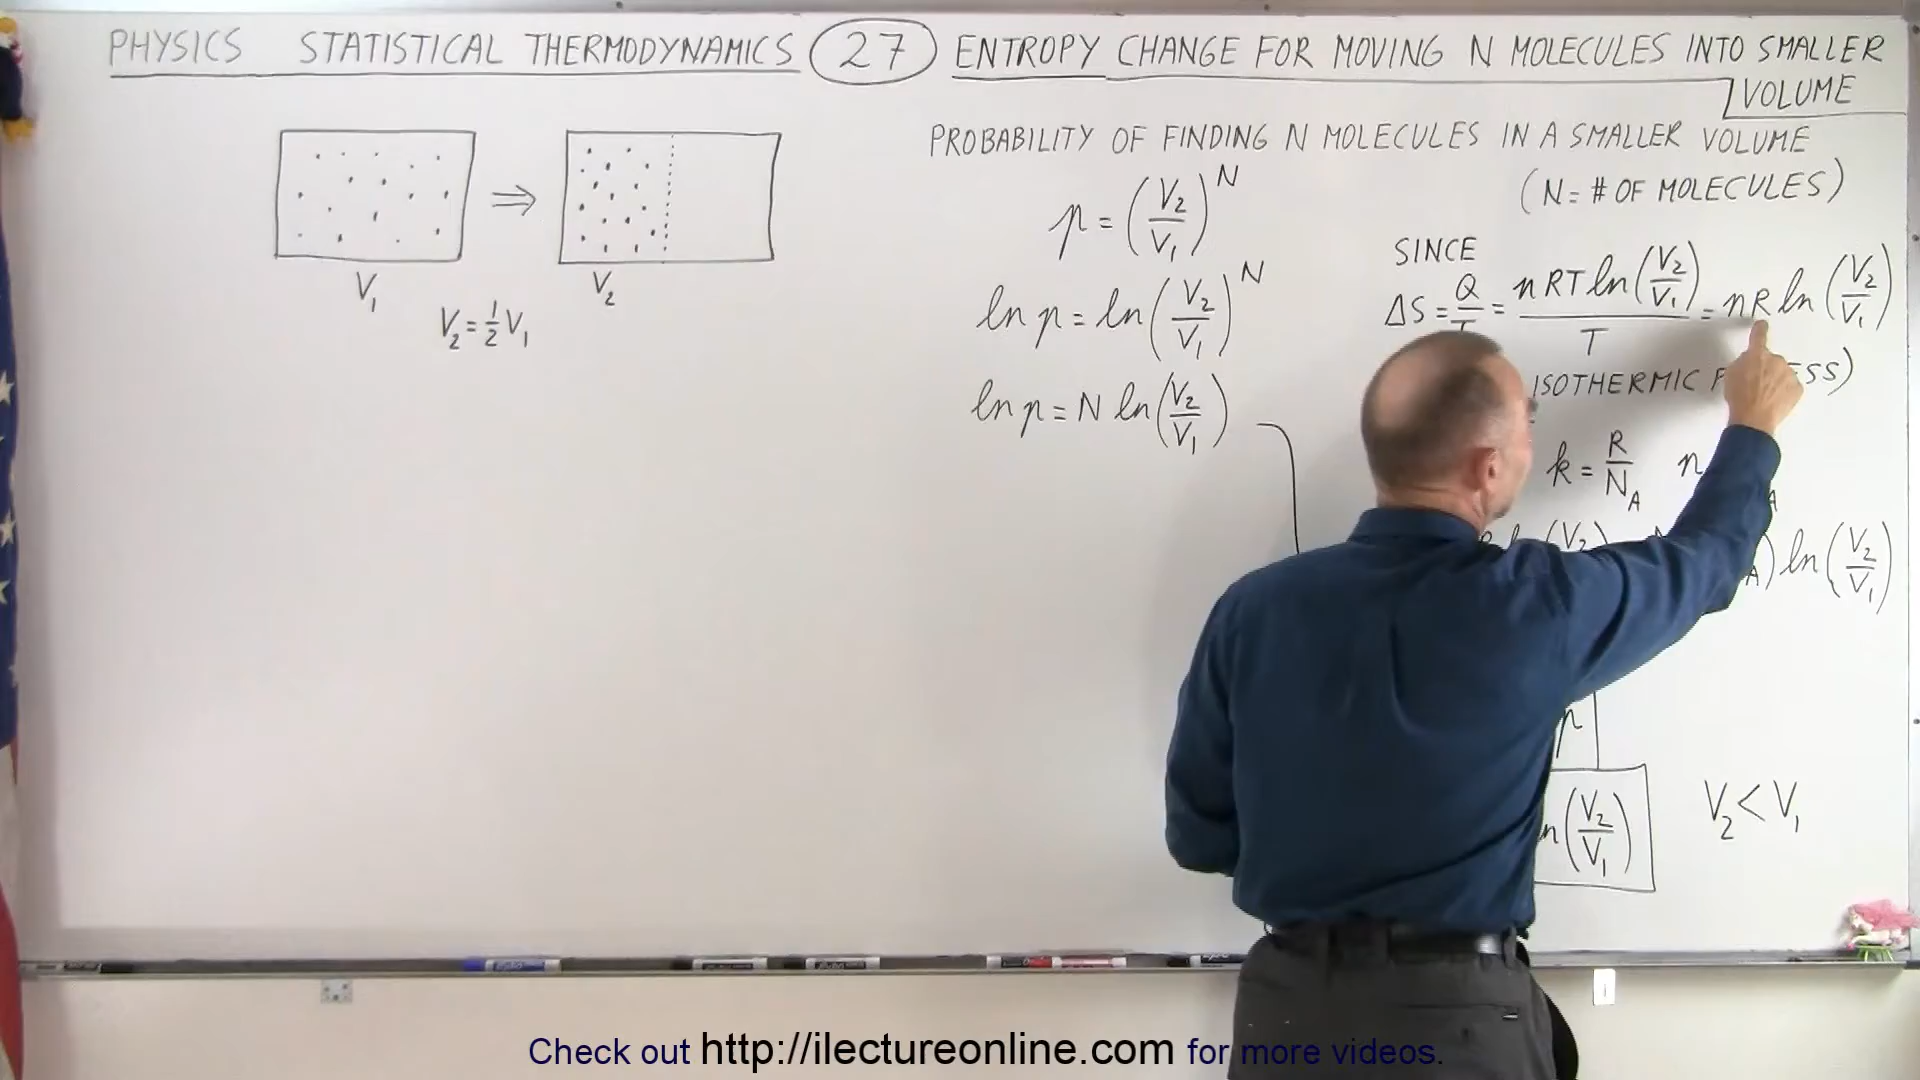 PHYSICS STATISTICAL THERMODYNAMICS 27 ENTROPY CHANGE FOR MOVING N MOLECULES INTO SMALLER
VOLUME
V₁
V₂
V₂ = ½ V₁
PROBABILITY OF FINDING N MOLECULES IN A SMALLER VOLUME
(N = # OF MOLECULES)
p = (V₂/V₁)^N
ln p = ln (V₂/V₁)^N
ln p = N ln (V₂/V₁)
SINCE
ΔS = Q/T = nRT ln (V₂/V₁) / T = nR ln (V₂/V₁)
ISOTHERMIC
k = R/N_A n
ln (V₂/V₁)
p
ln (V₂/V₁)
V₂ < V₁
Check out http://ilectureonline.com for more videos.